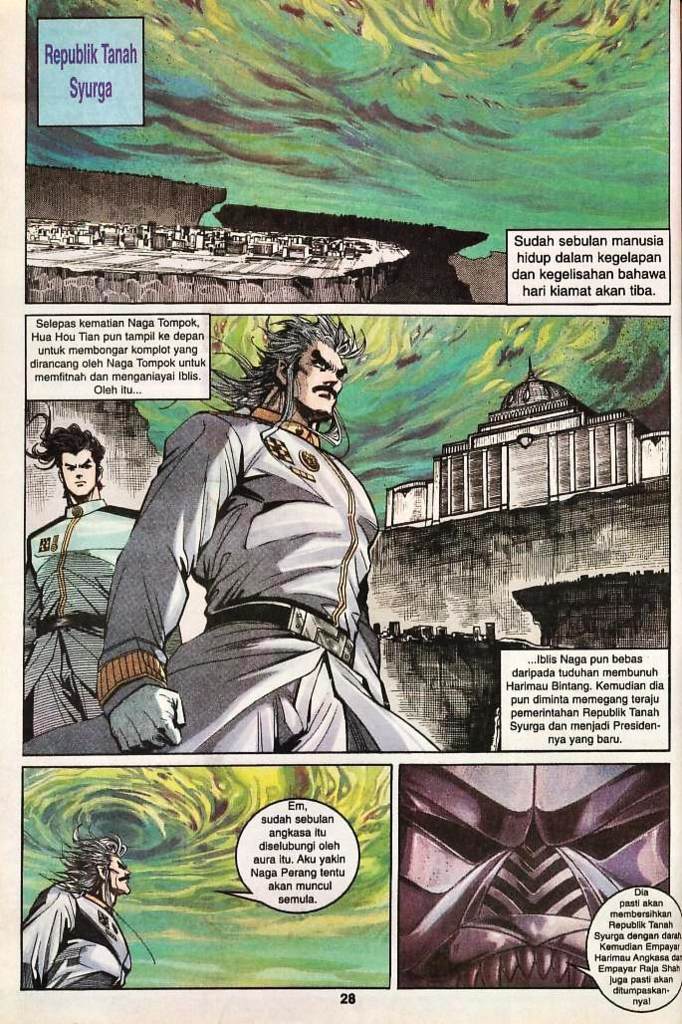 Republik Tanah
Syurga
Sudah sebulan manusia
hidup dalam kegelapan
dan kegelisahan bahawa
hari kiamat akan tiba.
Selepas kematian Naga Tompok,
Hua Hou Tian pun tampil ke depan
untuk membongar komplot yang
dirancang oleh Naga Tompok untuk
memfitnah dan menganiayai Iblis.
Oleh itu...
...Iblis Naga pun bebas
daripada tuduhan membunuh
Harimau Bintang. Kemudian dia
pun diminta memegang teraju
pemerintahan Republik Tanah
Syurga dan menjadi Presiden-
nya yang baru.
Em,
sudah sebulan
angkasa itu
diselubungi oleh
aura itu. Aku yakin
Naga Perang tentu
akan muncul
semula.
Dia
pasti akan
membersihkan
Republik Tanah
Syurga dengan darah
Kemudian Empayar
Harimau Angkasa dan
Empayar Raja Shah
juga pasti akan
ditumpaskan-
nya!
28